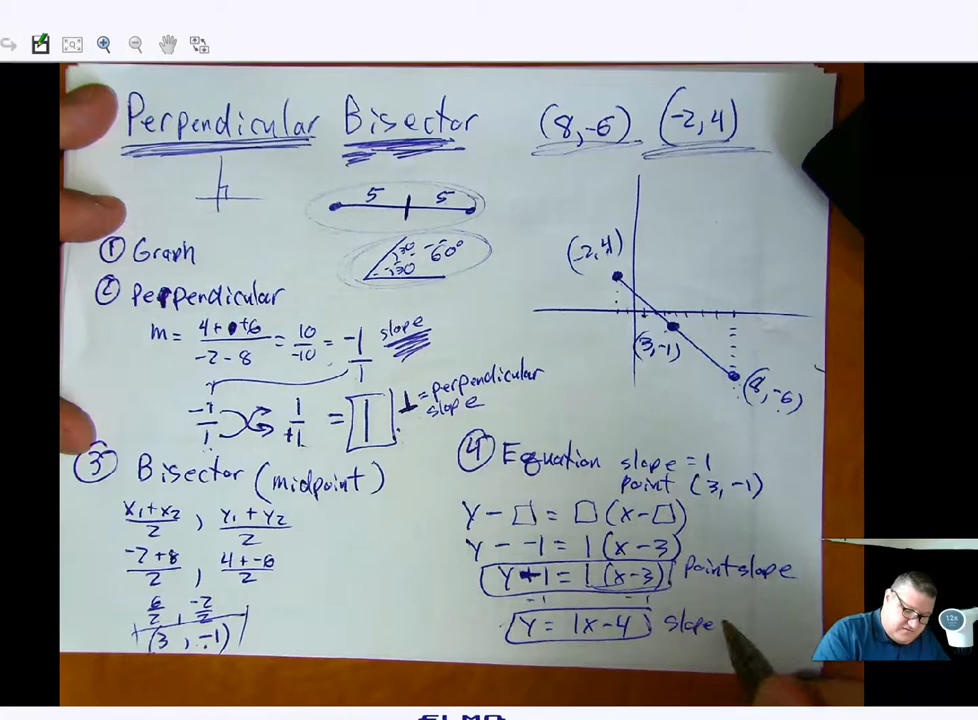 Perpendicular Bisector (8,-6) (-2,4)
5 5
30 30 -60°
① Graph
② Perpendicular
m = 4++6/-2-8 = 10/-10 = -1/1 slope
-1/1 1/+1 = 1 ⊥ = perpendicular slope
(-2,4)
(3,-1)
(8,-6)
③ Bisector (midpoint)
x₁+x₂/2 , y₁+y₂/2
-2+8/2 , 4+-6/2
6/2 , -2/2
(3 , -1)
④ Equation slope = 1
point (3,-1)
y - □ = □(x-□)
y - -1 = 1(x-3)
y+1 = 1(x-3) point slope
-1 -1
y = 1x-4 slope
ELMO
12x